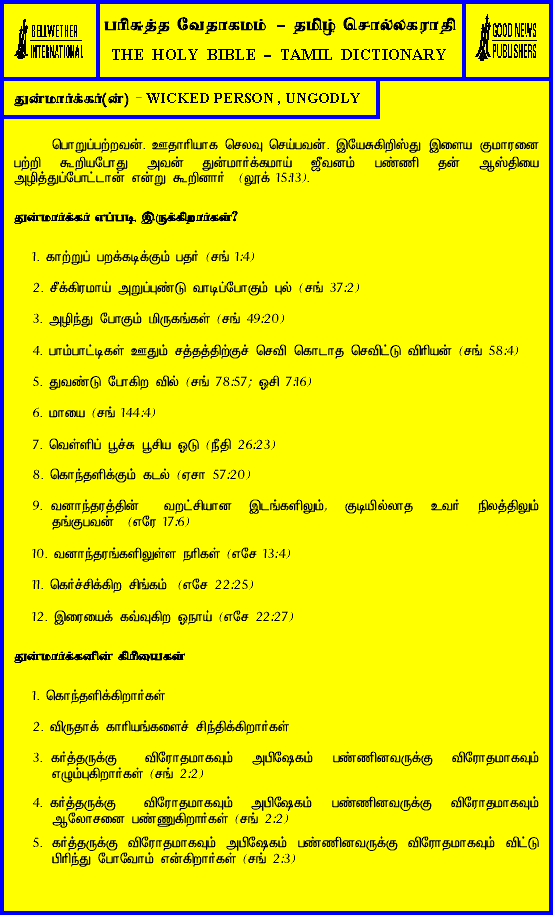 BELLWETHER
INTERNATIONAL
பரிசுத்த வேதாகமம் – தமிழ் சொல்லகராதி
THE HOLY BIBLE – TAMIL DICTIONARY
GOOD NEWS
PUBLISHERS
துன்மார்க்கர்(ன்) – WICKED PERSON , UNGODLY
பொறுப்பற்றவன். ஊதாரியாக செலவு செய்பவன். இயேசுகிறிஸ்து இளைய குமாரனை
பற்றி கூறியபோது அவன் துன்மார்க்கமாய் ஜீவனம் பண்ணி தன் ஆஸ்தியை
அழித்துப்போட்டான் என்று கூறினார் (லூக் 15:13).
துன்மார்க்கர் எப்படி இருக்கிறார்கள்?
1. காற்றுப் பறக்கடிக்கும் பதர் (சங் 1:4)
2. சீக்கிரமாய் அறுப்புண்டு வாடிப்போகும் புல் (சங் 37:2)
3. அழிந்து போகும் மிருகங்கள் (சங் 49:20)
4. பாம்பாட்டிகள் ஊதும் சத்தத்திற்குச் செவி கொடாத செவிட்டு விரியன் (சங் 58:4)
5. துவண்டு போகிற வில் (சங் 78:57; ஓசி 7:16)
6. மாயை (சங் 144:4)
7. வெள்ளிப் பூச்சு பூசிய ஓடு (நீதி 26:23)
8. கொந்தளிக்கும் கடல் (ஏசா 57:20)
9. வனாந்தரத்தின் வறட்சியான இடங்களிலும், குடியில்லாத உவர் நிலத்திலும்
தங்குபவன் (எரே 17:6)
10. வனாந்தரங்களிலுள்ள நரிகள் (எசே 13:4)
11. கெர்ச்சிக்கிற சிங்கம் (எசே 22:25)
12. இரையைக் கவ்வுகிற ஓநாய் (எசே 22:27)
துன்மார்க்கனின் கிரியைகள்
1. கொந்தளிக்கிறார்கள்
2. விருதாக் காரியங்களைச் சிந்திக்கிறார்கள்
3. கர்த்தருக்கு விரோதமாகவும் அபிஷேகம் பண்ணினவருக்கு விரோதமாகவும்
எழும்புகிறார்கள் (சங் 2:2)
4. கர்த்தருக்கு விரோதமாகவும் அபிஷேகம் பண்ணினவருக்கு விரோதமாகவும்
ஆலோசனை பண்ணுகிறார்கள் (சங் 2:2)
5. கர்த்தருக்கு விரோதமாகவும் அபிஷேகம் பண்ணினவருக்கு விரோதமாகவும் விட்டு
பிரிந்து போவோம் என்கிறார்கள் (சங் 2:3)